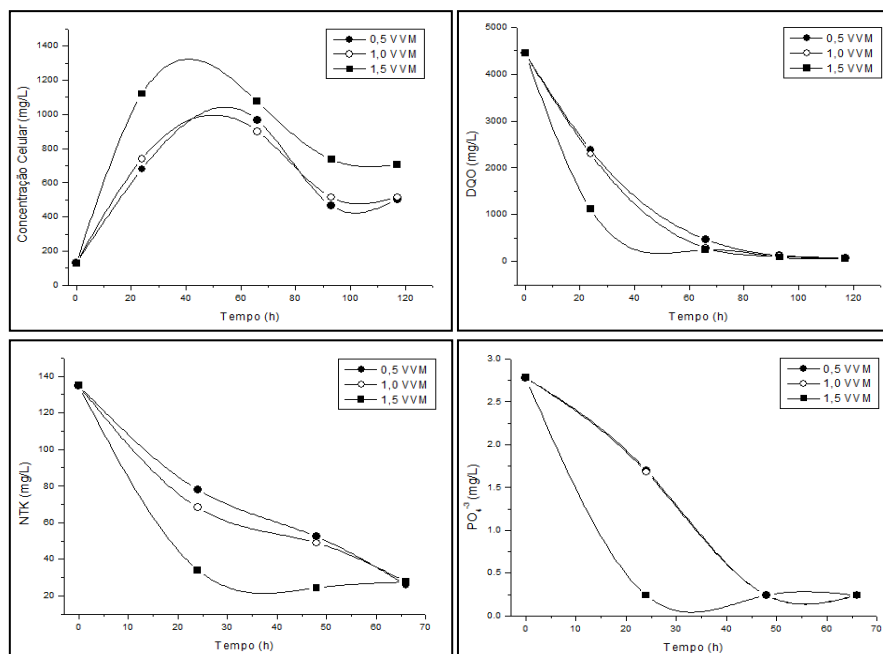 Concentração Celular (mg/L)
1400
1200
1000
800
600
400
200
0
0,5 VVM
1,0 VVM
1,5 VVM
0 20 40 60 80 100 120
Tempo (h)
DQO (mg/L)
5000
4000
3000
2000
1000
0
0,5 VVM
1,0 VVM
1,5 VVM
0 20 40 60 80 100 120
Tempo (h)
NTK (mg/L)
140
120
100
80
60
40
20
0,5 VVM
1,0 VVM
1,5 VVM
0 10 20 30 40 50 60 70
Tempo (h)
PO₄⁻³ (mg/L)
3.0
2.5
2.0
1.5
1.0
0.5
0.0
0,5 VVM
1,0 VVM
1,5 VVM
0 10 20 30 40 50 60 70
Tempo (h)